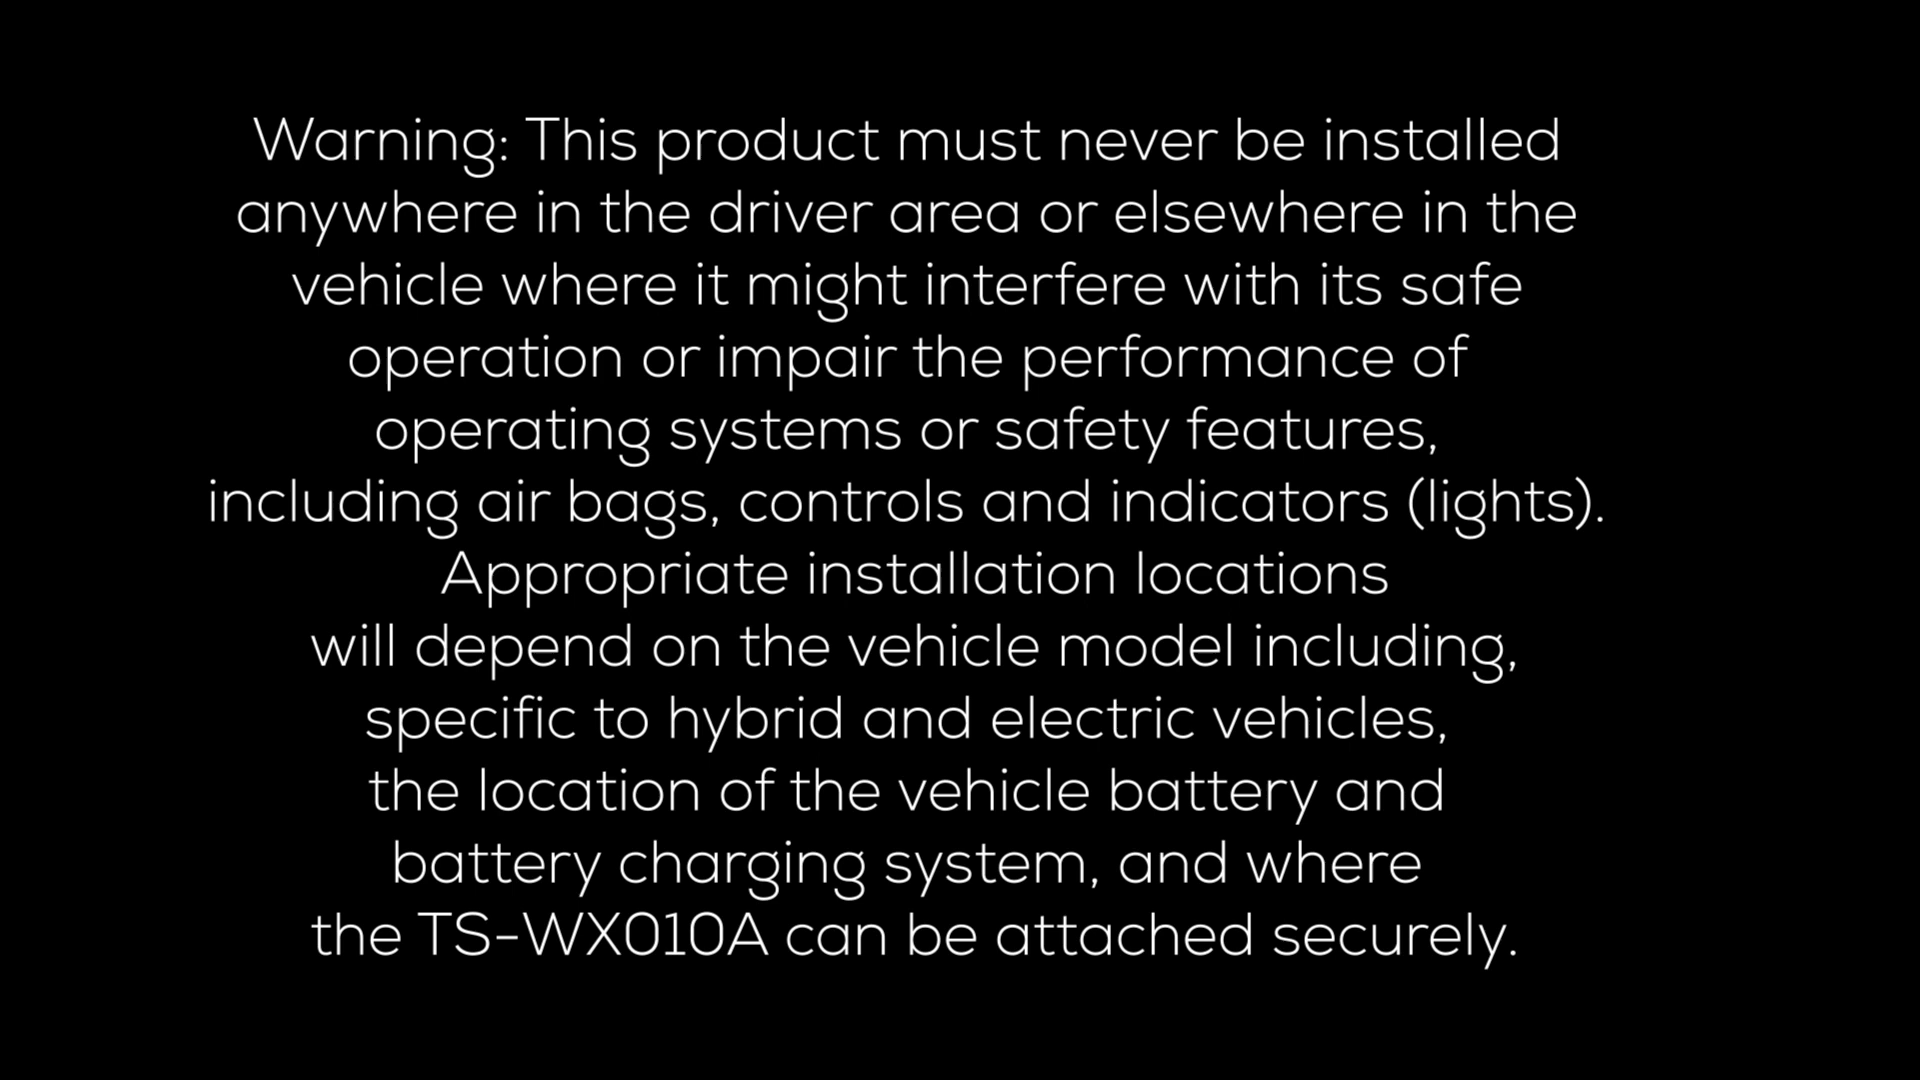 Warning: This product must never be installed
anywhere in the driver area or elsewhere in the
vehicle where it might interfere with its safe
operation or impair the performance of
operating systems or safety features,
including air bags, controls and indicators (lights).
Appropriate installation locations
will depend on the vehicle model including,
specific to hybrid and electric vehicles,
the location of the vehicle battery and
battery charging system, and where
the TS-WX010A can be attached securely.